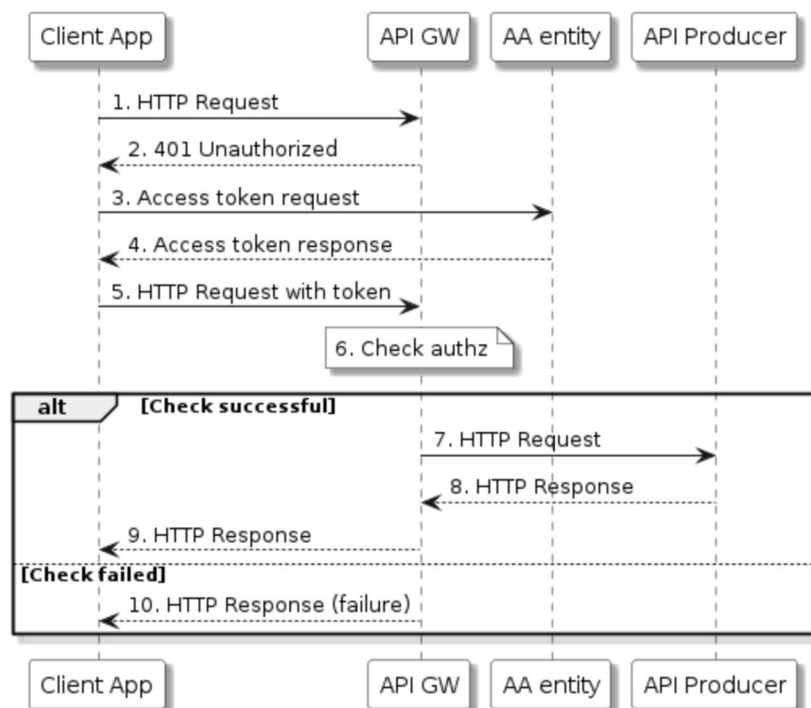 Client App API GW AA entity API Producer
1. HTTP Request
2. 401 Unauthorized
3. Access token request
4. Access token response
5. HTTP Request with token
6. Check authz
alt [Check successful]
7. HTTP Request
8. HTTP Response
9. HTTP Response
[Check failed]
10. HTTP Response (failure)
Client App API GW AA entity API Producer